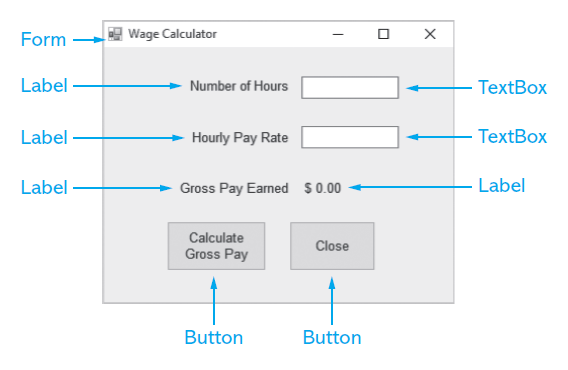 Form
Wage Calculator
Label
Number of Hours
TextBox
Label
Hourly Pay Rate
TextBox
Label
Gross Pay Earned
$ 0.00
Label
Calculate
Gross Pay
Close
Button
Button